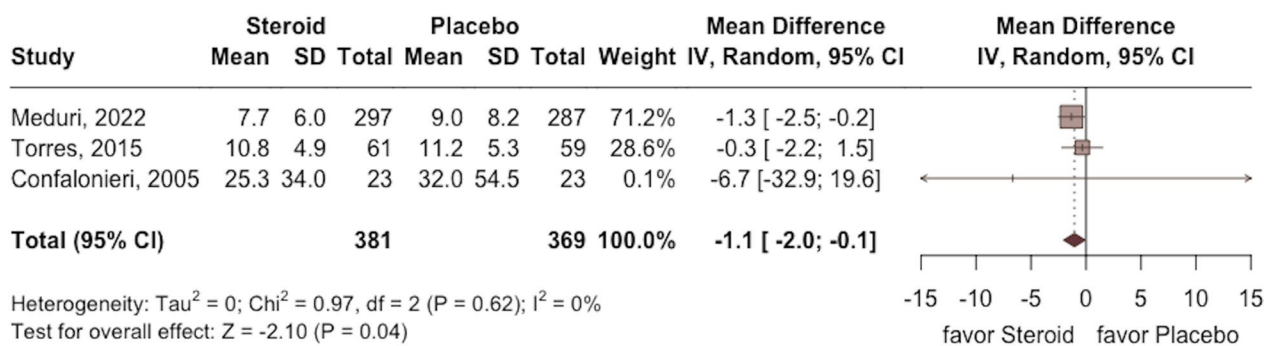 Steroid Placebo Mean Difference Mean Difference
Study Mean SD Total Mean SD Total Weight IV, Random, 95% CI IV, Random, 95% CI
Meduri, 2022 7.7 6.0 297 9.0 8.2 287 71.2% -1.3 [ -2.5; -0.2]
Torres, 2015 10.8 4.9 61 11.2 5.3 59 28.6% -0.3 [ -2.2; 1.5]
Confalonieri, 2005 25.3 34.0 23 32.0 54.5 23 0.1% -6.7 [-32.9; 19.6]
Total (95% CI) 381 369 100.0% -1.1 [ -2.0; -0.1]
Heterogeneity: Tau² = 0; Chi² = 0.97, df = 2 (P = 0.62); I² = 0%
Test for overall effect: Z = -2.10 (P = 0.04)
-15 -10 -5 0 5 10 15
favor Steroid favor Placebo